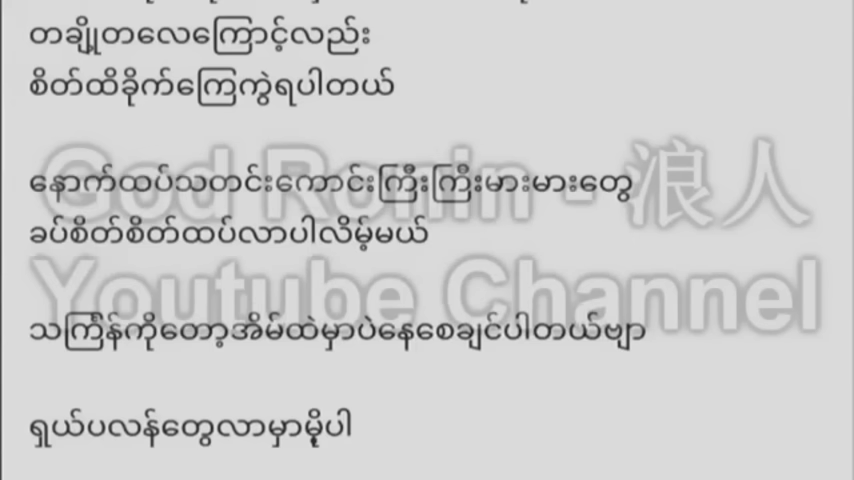 တချို့တလေကြောင့်လည်း
စိတ်ထိခိုက်ကြေကွဲရပါတယ်
နောက်ထပ်သတင်းကောင်းကြီးကြီးမားမားတွေ
ခပ်စိတ်စိတ်ထပ်လာပါလိမ့်မယ်
God Ronin - 浪人
Youtube Channel
သင်္ကြန်ကိုတော့အိမ်ထဲမှာပဲနေစေချင်ပါတယ်ဗျာ
ရှယ်ပလန်တွေလာမှာမို့ပါ